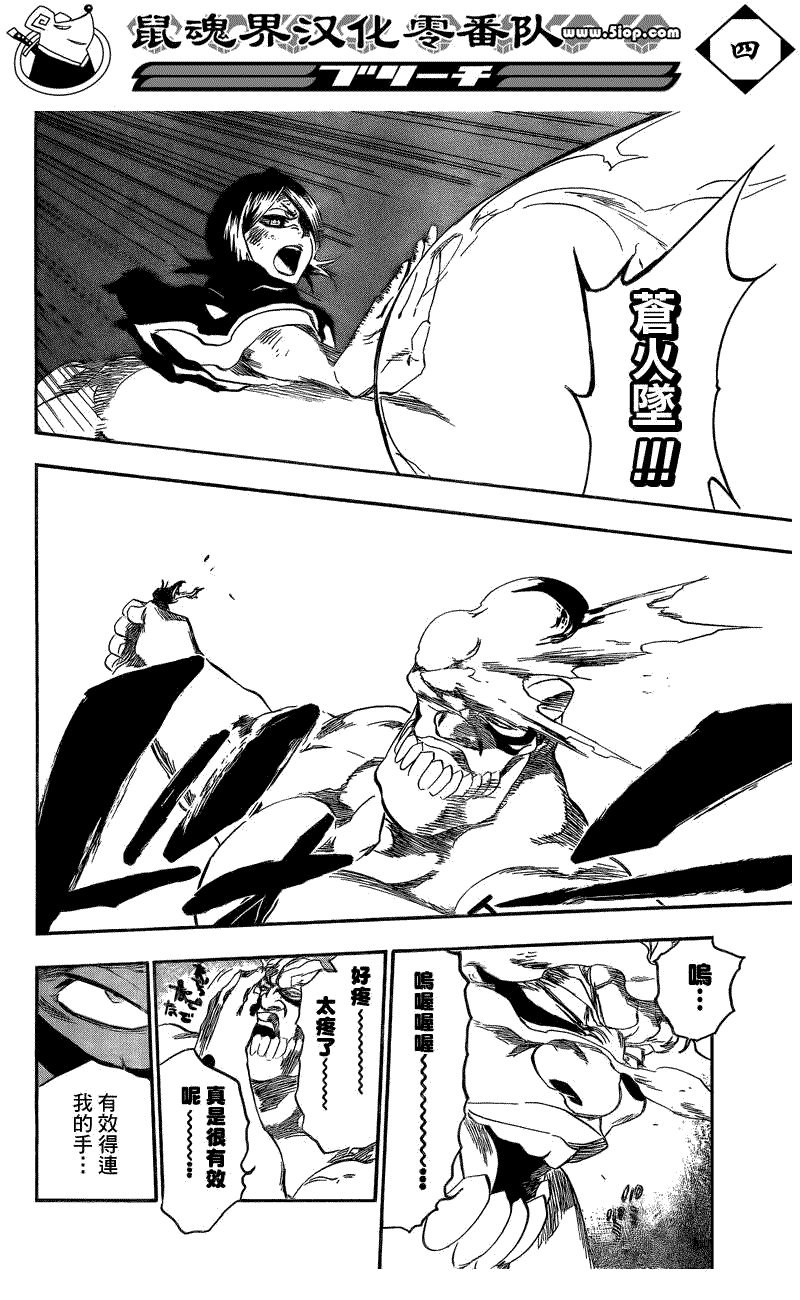 鼠魂界汉化零番队
www.5iop.com
四
ブリーチ
蒼火墜!!!
嗚…
嗚喔喔喔~~~~~~~……
好疼~~~
太疼了~~~~
真是很有效
呢~~~……
有效得連
我的手…